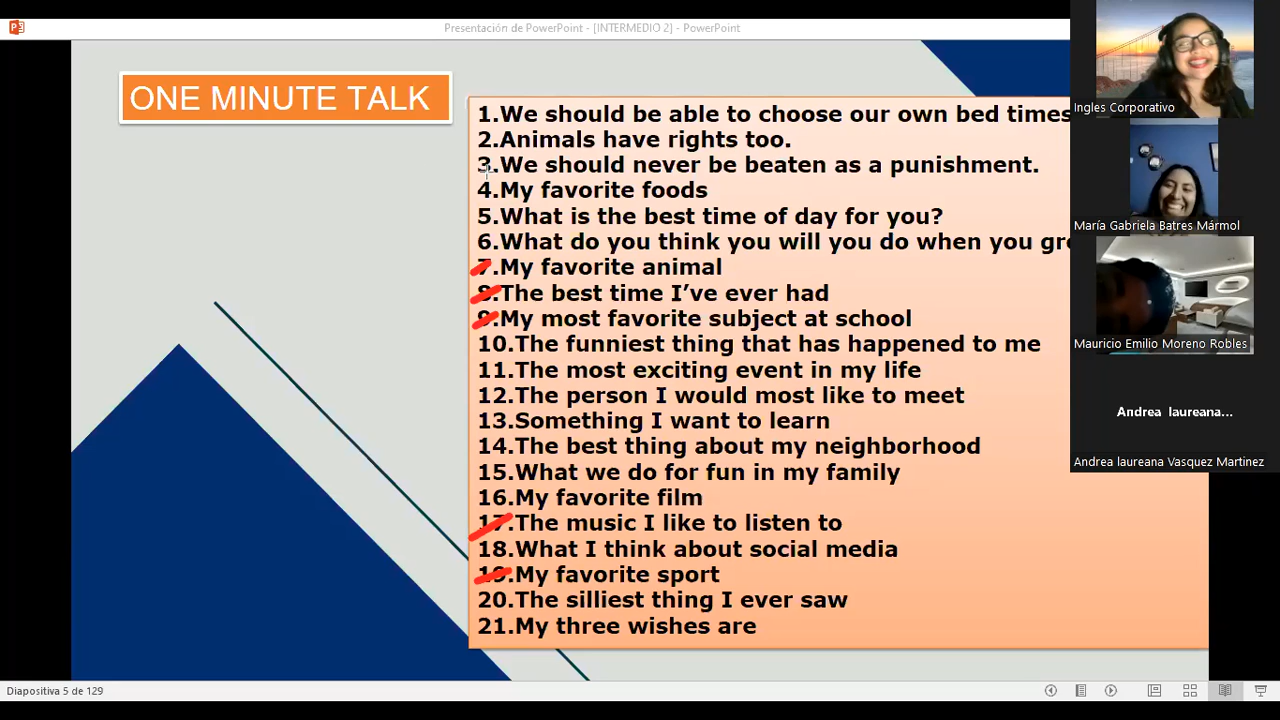 Presentación de PowerPoint - [INTERMEDIO 2] - PowerPoint
ONE MINUTE TALK
1.We should be able to choose our own bed times
2.Animals have rights too.
3.We should never be beaten as a punishment.
4.My favorite foods
5.What is the best time of day for you?
6.What do you think you will you do when you
7.My favorite animal
8.The best time I’ve ever had
9.My most favorite subject at school
10.The funniest thing that has happened to me
11.The most exciting event in my life
12.The person I would most like to meet
13.Something I want to learn
14.The best thing about my neighborhood
15.What we do for fun in my family
16.My favorite film
17.The music I like to listen to
18.What I think about social media
19.My favorite sport
20.The silliest thing I ever saw
21.My three wishes are
Ingles Corporativo
María Gabriela Batres Mármol
Mauricio Emilio Moreno Robles
Andrea laureana...
Andrea laureana Vasquez Martinez
Diapositiva 5 de 129